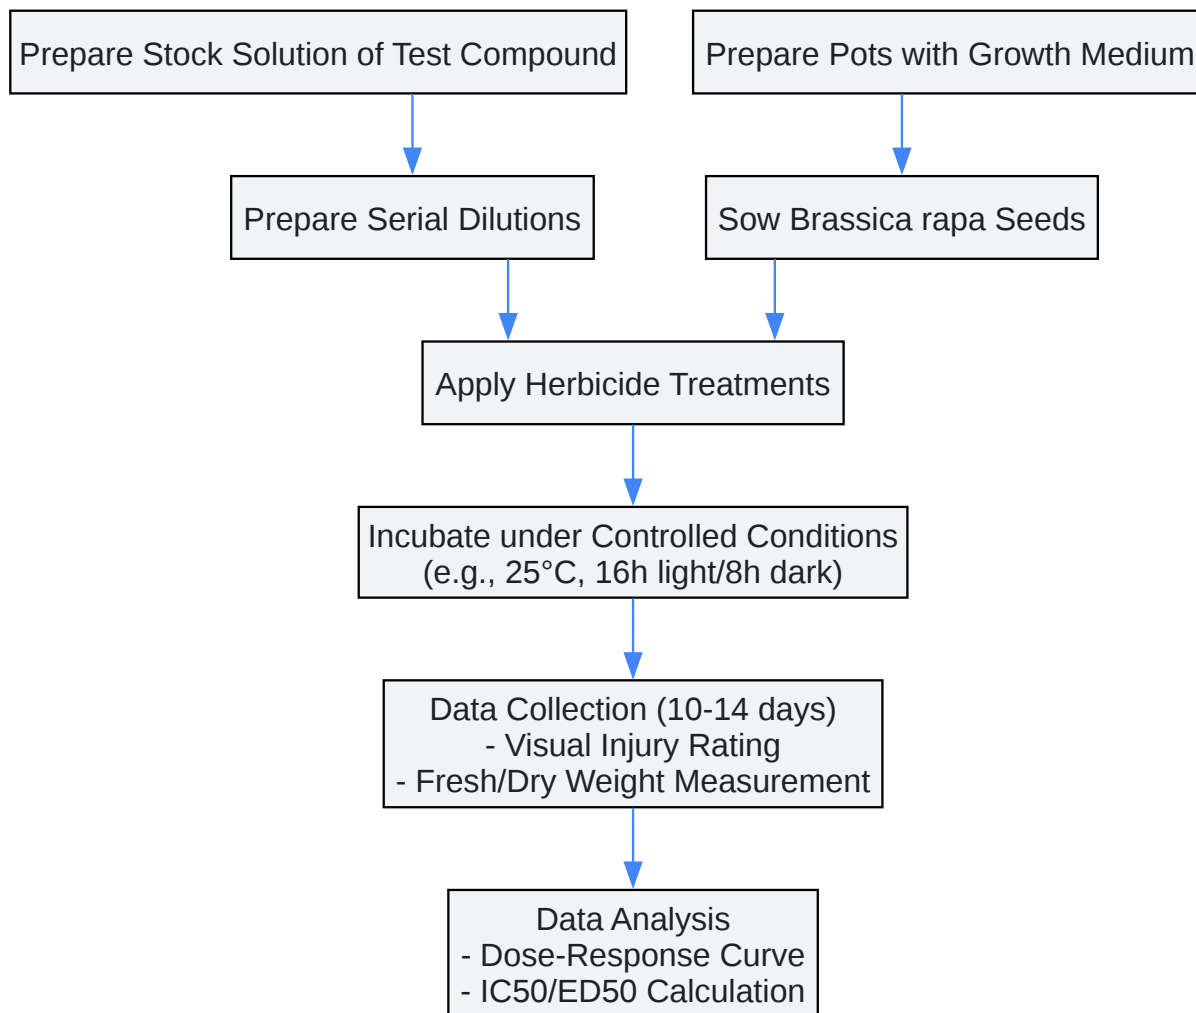 Prepare Stock Solution of Test Compound
Prepare Pots with Growth Medium
Prepare Serial Dilutions
Sow Brassica rapa Seeds
Apply Herbicide Treatments
Incubate under Controlled Conditions
(e.g., 25°C, 16h light/8h dark)
Data Collection (10-14 days)
- Visual Injury Rating
- Fresh/Dry Weight Measurement
Data Analysis
- Dose-Response Curve
- IC50/ED50 Calculation